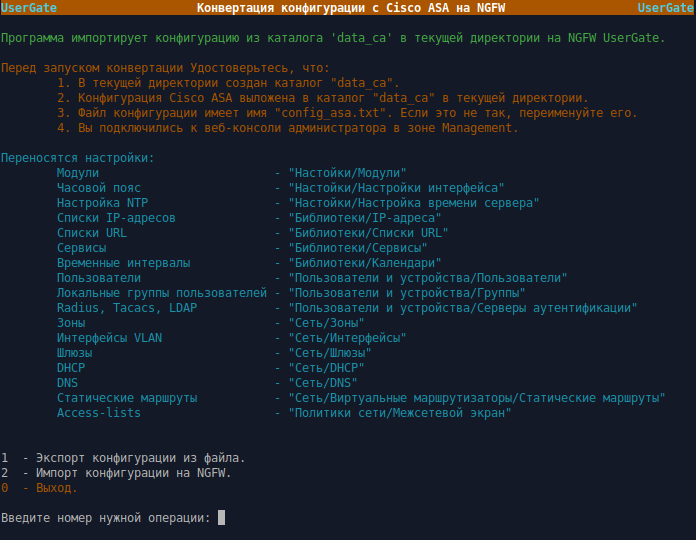 UserGate Конвертация конфигурации с Cisco ASA на NGFW UserGate
Программа импортирует конфигурацию из каталога 'data_ca' в текущей директории на NGFW UserGate.
Перед запуском конвертации Удостоверьтесь, что:
1. В текущей директории создан каталог "data_ca".
2. Конфигурация Cisco ASA выложена в каталог "data_ca" в текущей директории.
3. Файл конфигурации имеет имя "config_asa.txt". Если это не так, переименуйте его.
4. Вы подключились к веб-консоли администратора в зоне Management.
Переносятся настройки:
Модули - "Настойки/Модули"
Часовой пояс - "Настойки/Настройки интерфейса"
Настройка NTP - "Настойки/Настройка времени сервера"
Списки IP-адресов - "Библиотеки/IP-адреса"
Списки URL - "Библиотеки/Списки URL"
Сервисы - "Библиотеки/Сервисы"
Временные интервалы - "Библиотеки/Календари"
Пользователи - "Пользователи и устройства/Пользователи"
Локальные группы пользователей - "Пользователи и устройства/Группы"
Radius, Tacacs, LDAP - "Пользователи и устройства/Серверы аутентификации"
Зоны - "Сеть/Зоны"
Интерфейсы VLAN - "Сеть/Интерфейсы"
Шлюзы - "Сеть/Шлюзы"
DHCP - "Сеть/DHCP"
DNS - "Сеть/DNS"
Статические маршруты - "Сеть/Виртуальные маршрутизаторы/Статические маршруты"
Access-lists - "Политики сети/Межсетевой экран"
1 - Экспорт конфигурации из файла.
2 - Импорт конфигурации на NGFW.
0 - Выход.
Введите номер нужной операции: